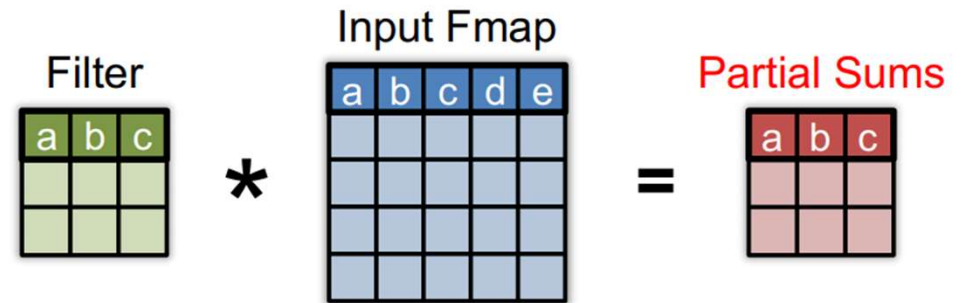 Input Fmap
Filter
Partial Sums
a b c
a b c d e
a b c
*
=